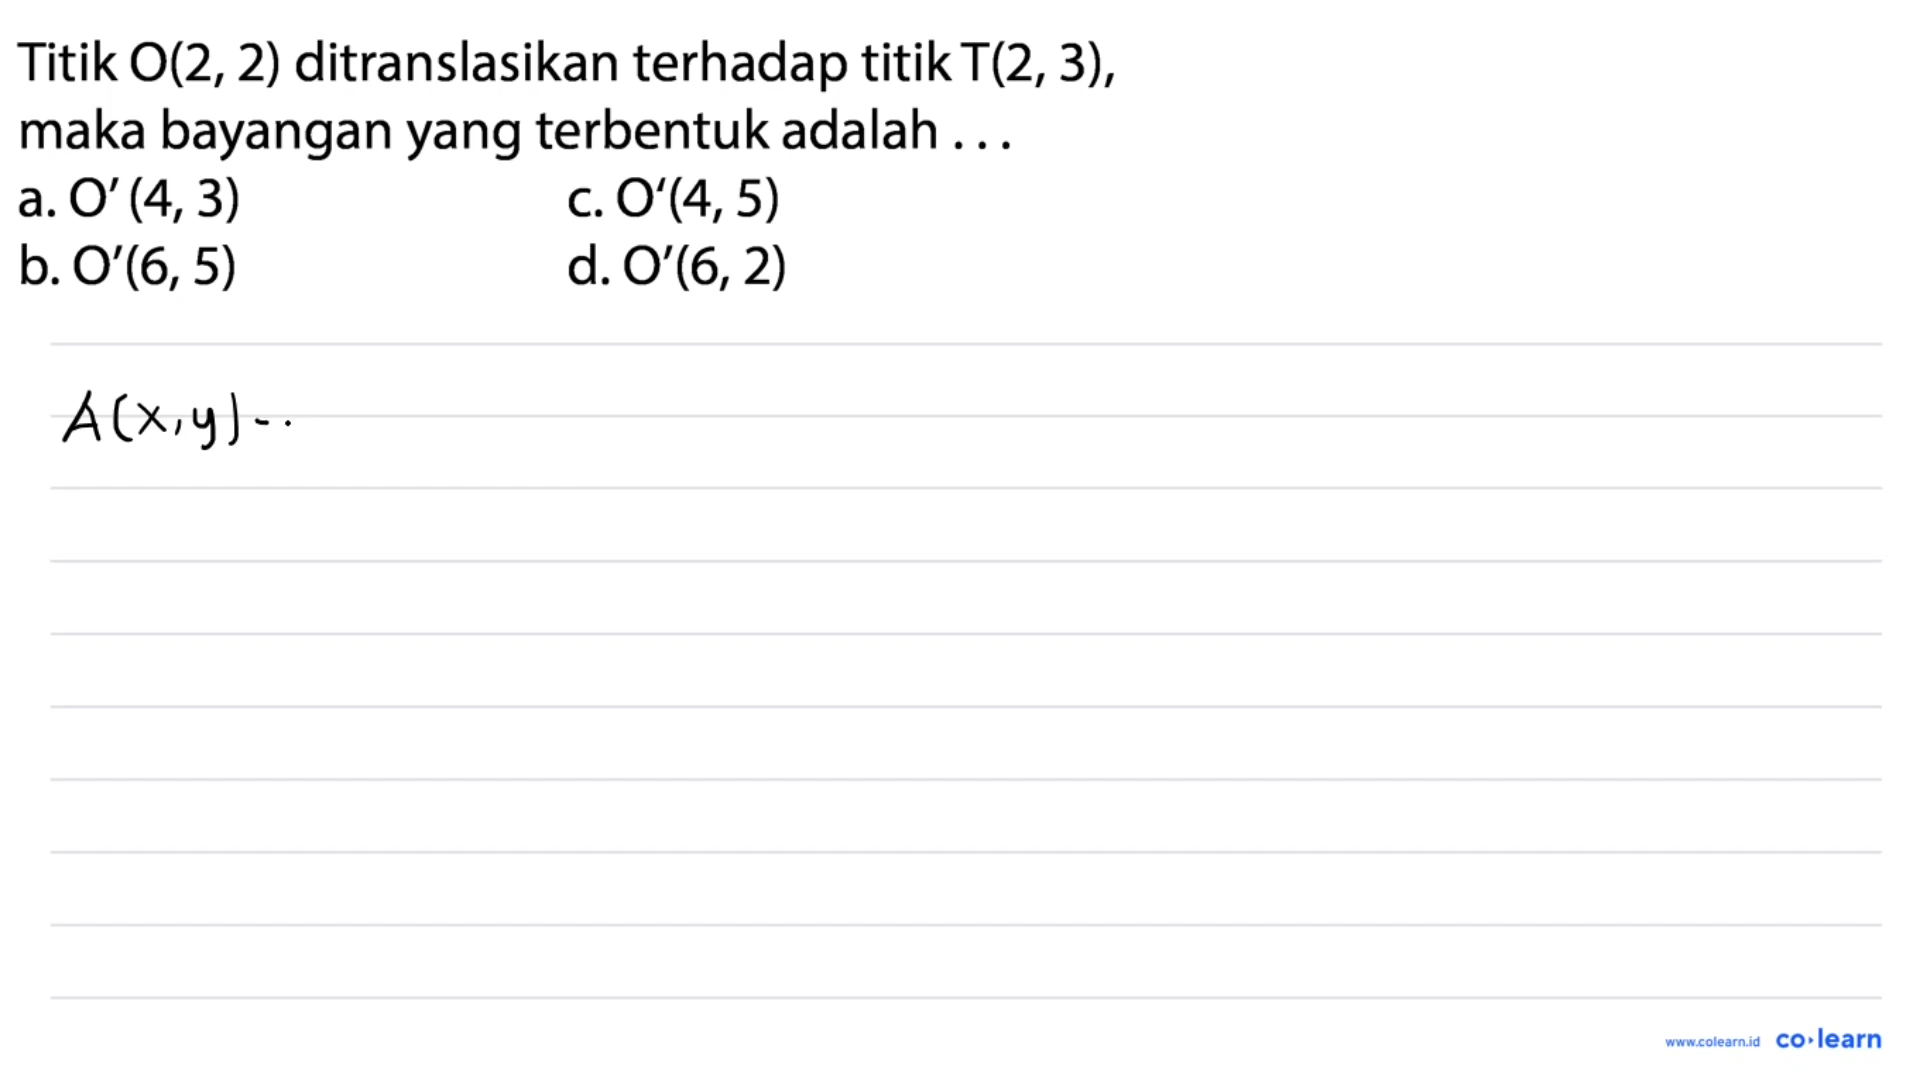 Titik O(2, 2) ditranslasikan terhadap titik T(2, 3),
maka bayangan yang terbentuk adalah . . .
a. O′ (4, 3) c. O‘(4, 5)
b. O′(6, 5) d. O′(6, 2)
A(x,y)-.
www.colearn.id co learn